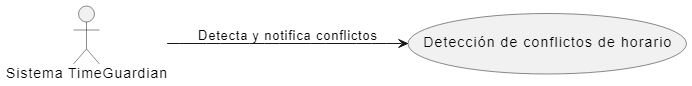 Detecta y notifica conflictos
Detección de conflictos de horario
Sistema TimeGuardian